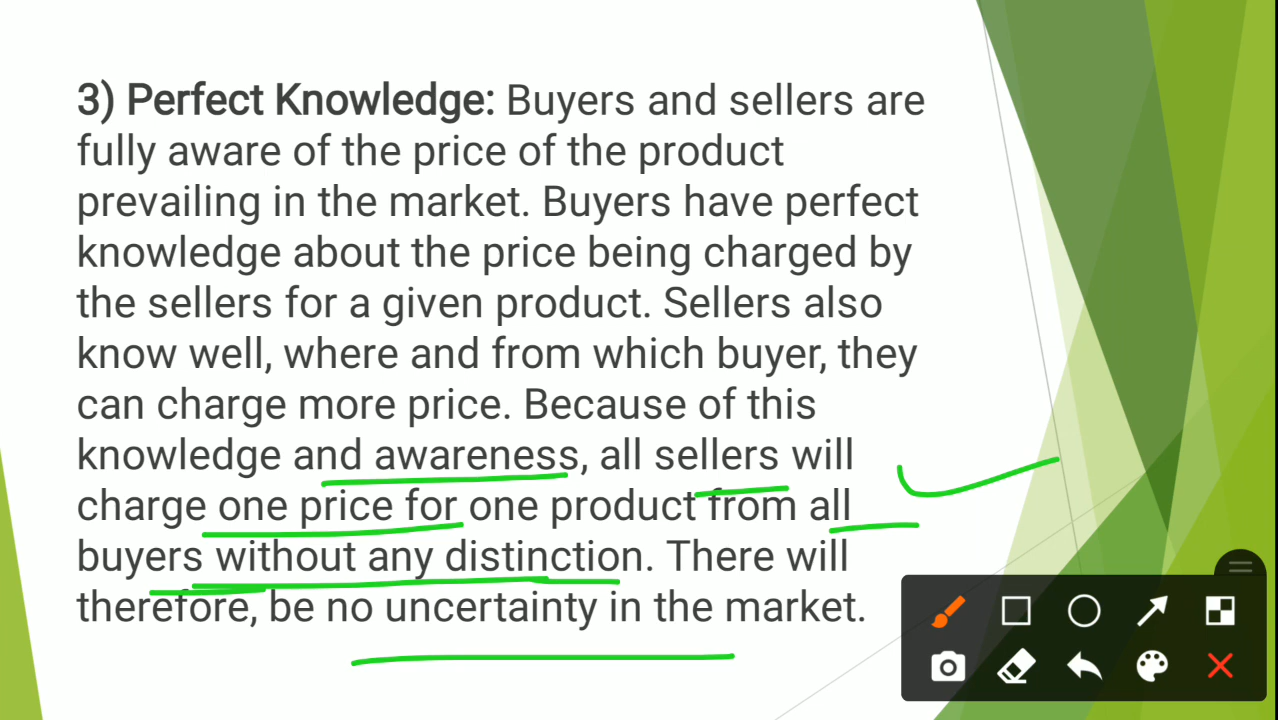 3) Perfect Knowledge: Buyers and sellers are
fully aware of the price of the product
prevailing in the market. Buyers have perfect
knowledge about the price being charged by
the sellers for a given product. Sellers also
know well, where and from which buyer, they
can charge more price. Because of this
knowledge and awareness, all sellers will
charge one price for one product from all
buyers without any distinction. There will
therefore, be no uncertainty in the market.